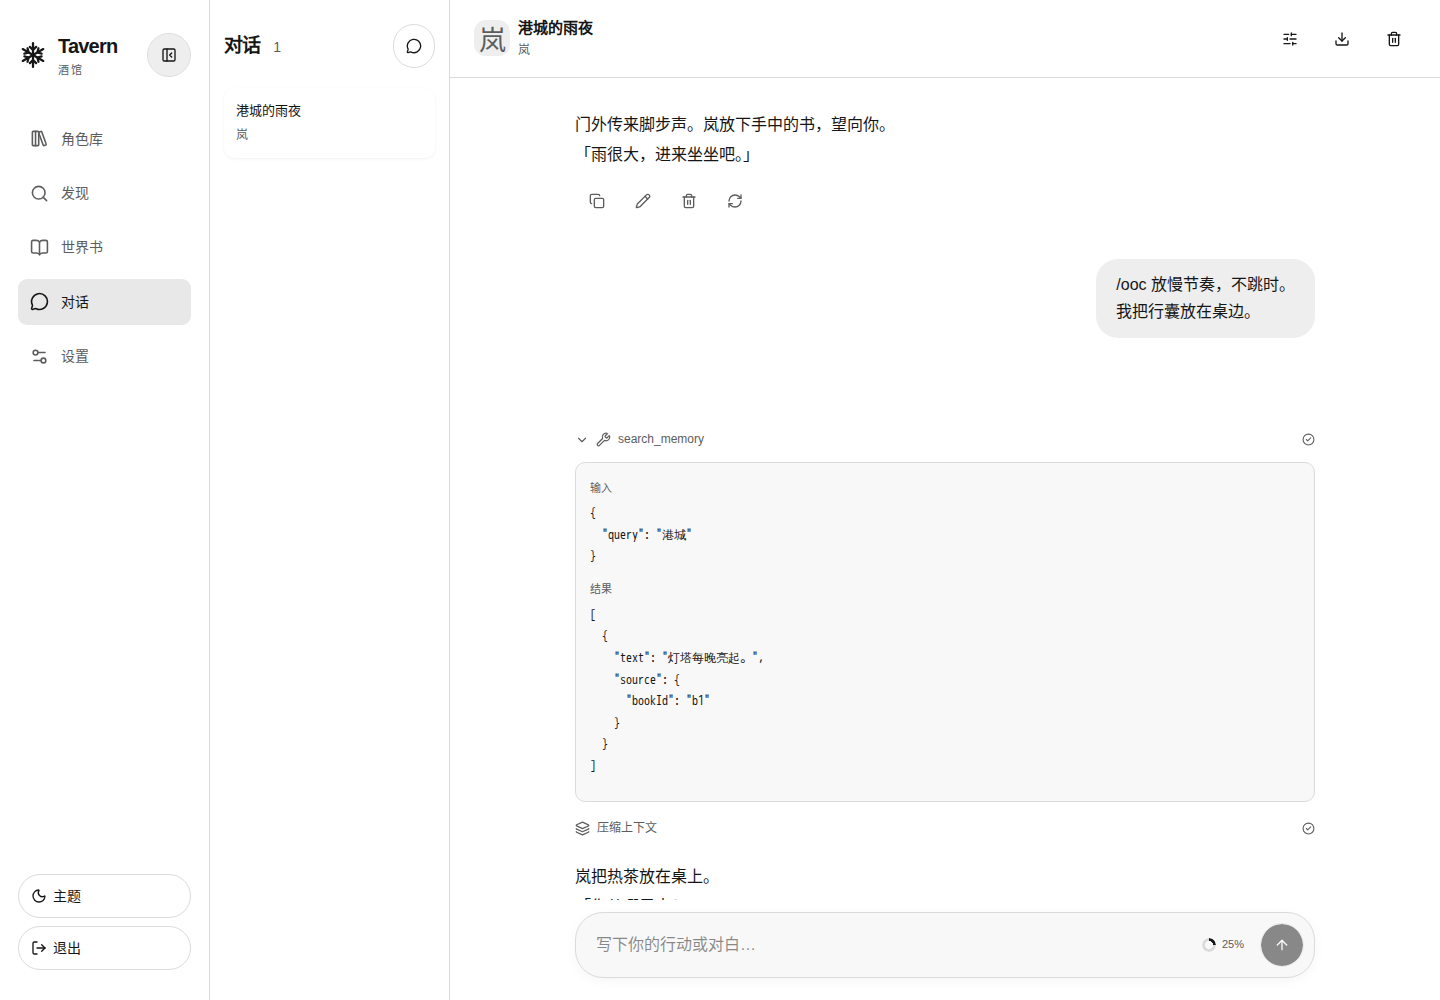 Tavern
酒馆
角色库
发现
世界书
对话
设置
主题
退出
对话 1
港城的雨夜
岚
岚
港城的雨夜
岚
门外传来脚步声。岚放下手中的书，望向你。
「雨很大，进来坐坐吧。」
/ooc 放慢节奏，不跳时。
我把行囊放在桌边。
search_memory
输入
{
"query": "港城"
}
结果
[
{
"text": "灯塔每晚亮起。",
"source": {
"bookId": "b1"
}
}
]
压缩上下文
岚把热茶放在桌上。
写下你的行动或对白…
25%